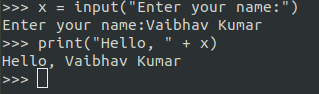 >>> x = input("Enter your name:")
Enter your name:Vaibhav Kumar
>>> print("Hello, " + x)
Hello, Vaibhav Kumar
>>>